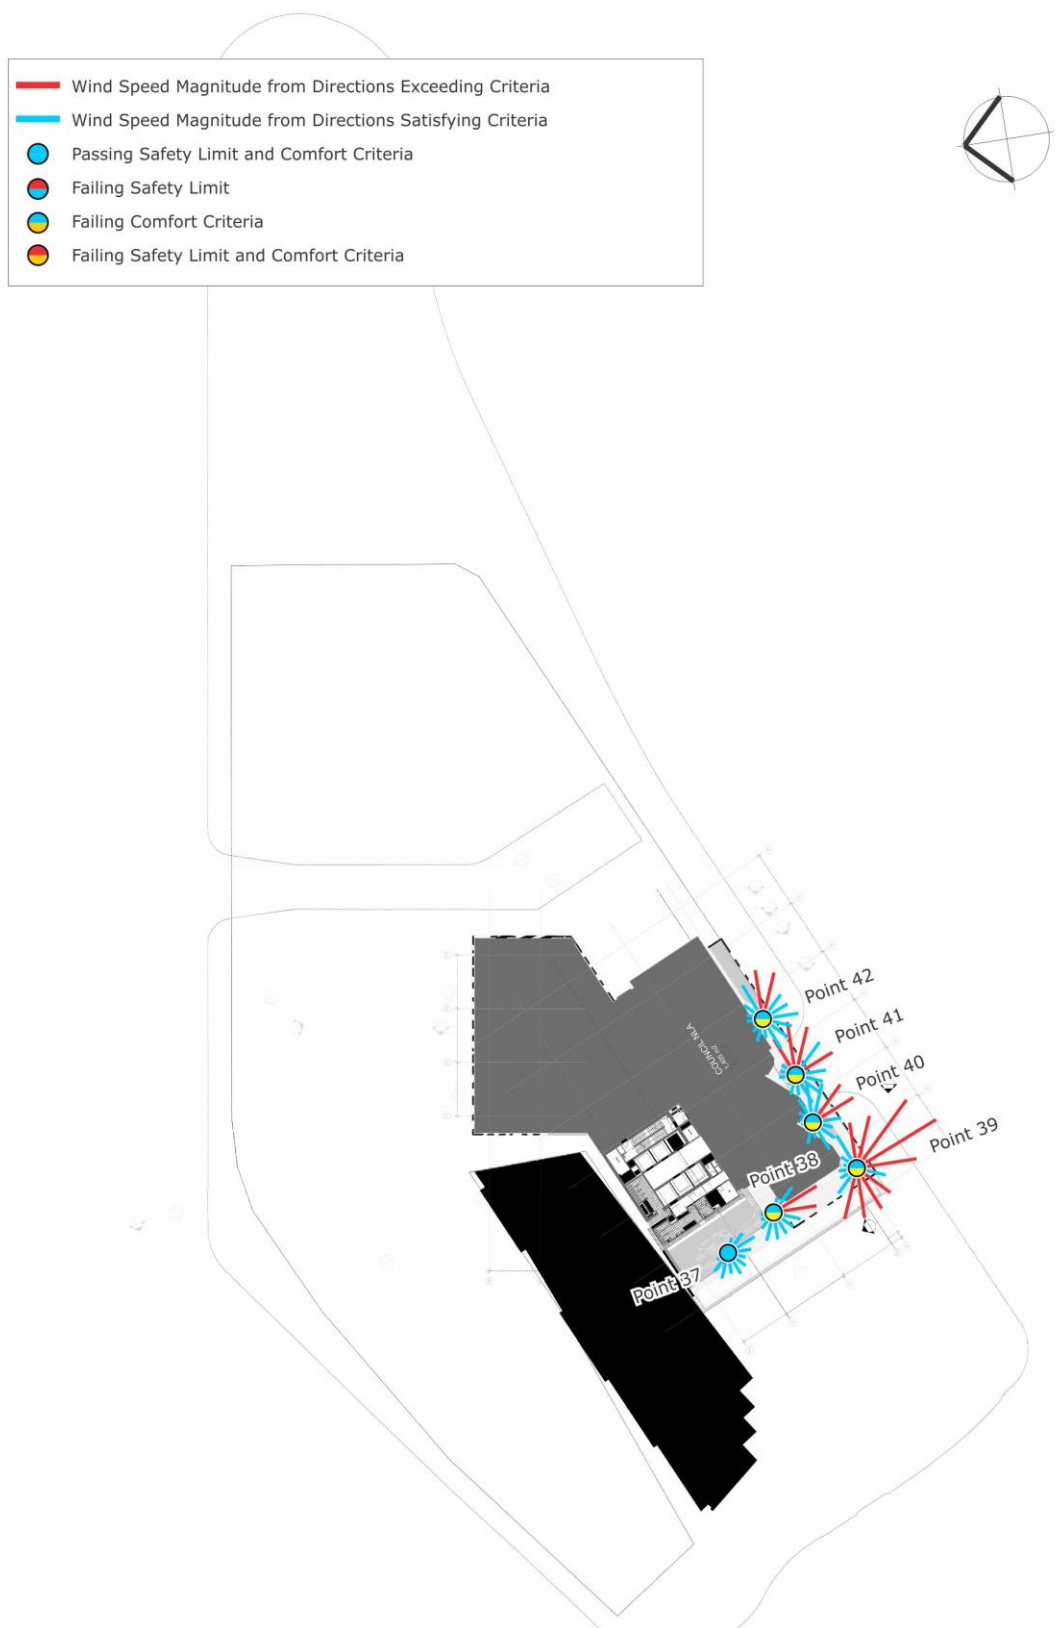 Wind Speed Magnitude from Directions Exceeding Criteria
Wind Speed Magnitude from Directions Satisfying Criteria
Passing Safety Limit and Comfort Criteria
Failing Safety Limit
Failing Comfort Criteria
Failing Safety Limit and Comfort Criteria
Point 42
Point 41
Point 40
Point 39
Point 38
Point 37
COUNCIL NLA